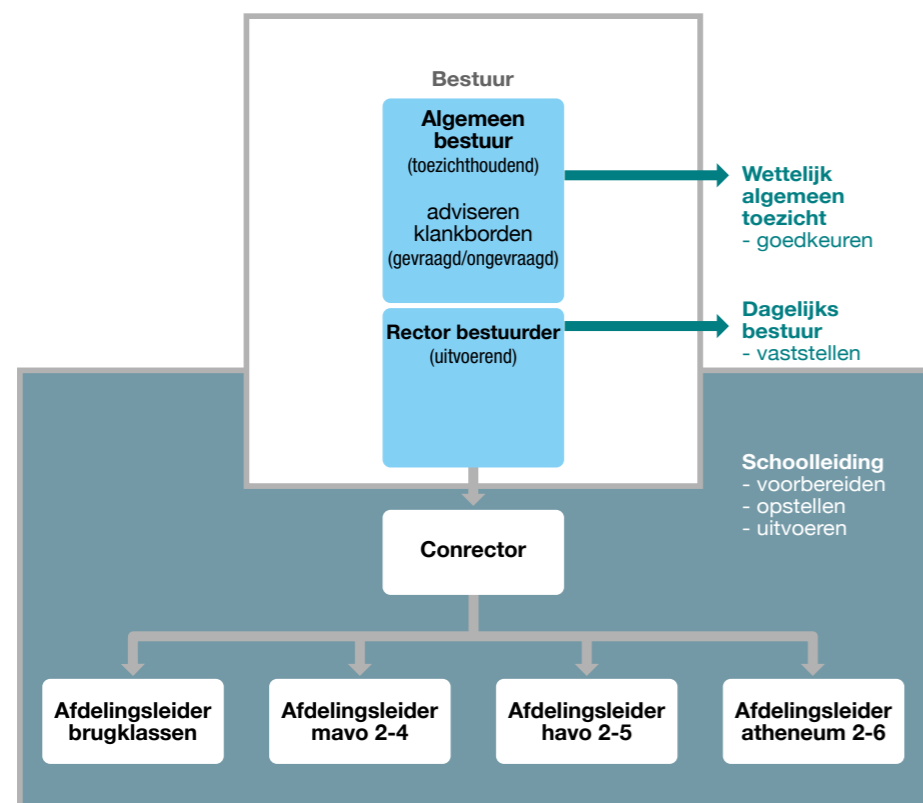 Bestuur
Algemeen
bestuur
(toezichthoudend)
adviseren
klankborden
(gevraagd/ongevraagd)
Wettelijk
algemeen
toezicht
- goedkeuren
Rector bestuurder
(uitvoerend)
Dagelijks
bestuur
- vaststellen
Schoolleiding
- voorbereiden
- opstellen
- uitvoeren
Conrector
Afdelingsleider
brugklassen
Afdelingsleider
mavo 2-4
Afdelingsleider
havo 2-5
Afdelingsleider
atheneum 2-6